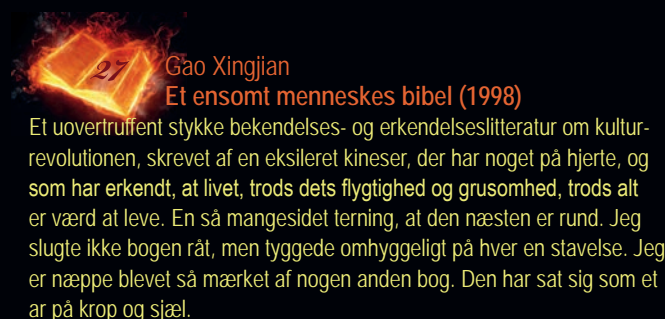 27
Gao Xingjian
Et ensomt menneskes bibel (1998)
Et uovertruffent stykke bekendelses- og erkendelseslitteratur om kultur-
revolutionen, skrevet af en eksileret kineser, der har noget på hjerte, og
som har erkendt, at livet, trods dets flygtighed og grusomhed, trods alt
er værd at leve. En så mangesidet terning, at den næsten er rund. Jeg
slugte ikke bogen råt, men tyggede omhyggeligt på hver en stavelse. Jeg
er næppe blevet så mærket af nogen anden bog. Den har sat sig som et
ar på krop og sjæl.